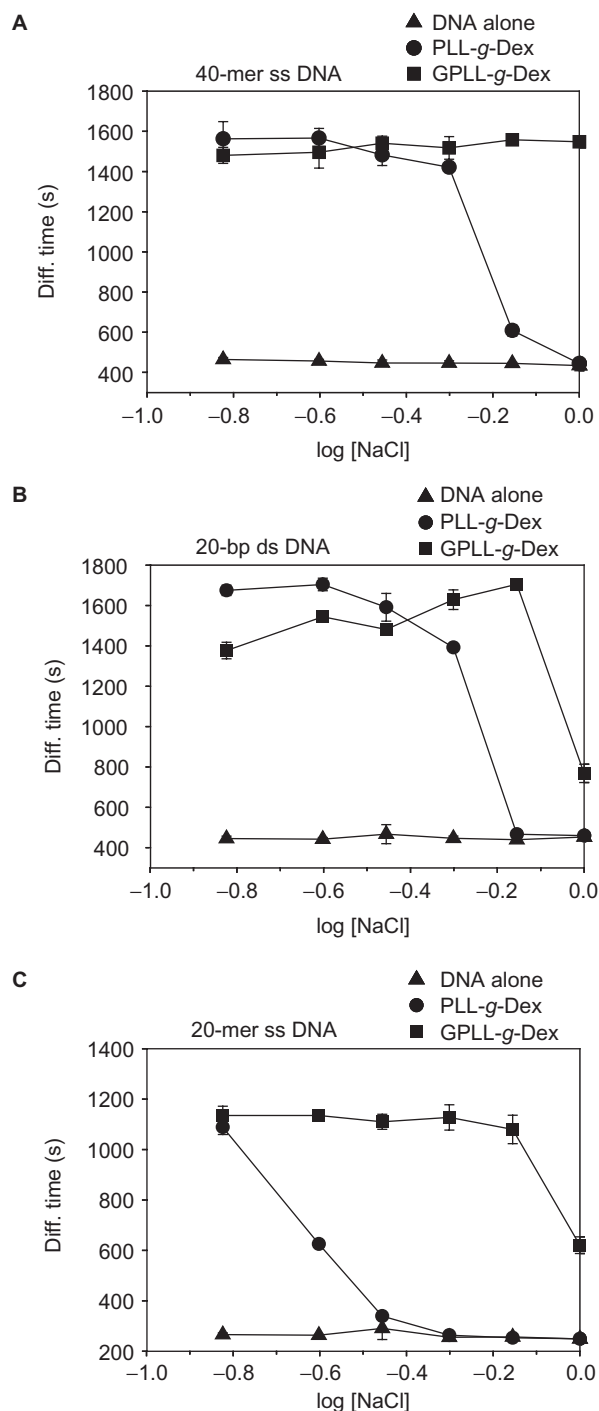 A
DNA alone
PLL-g-Dex
GPLL-g-Dex
40-mer ss DNA
1800
1600
1400
1200
1000
800
600
400
Diff. time (s)
−1.0 −0.8 −0.6 −0.4 −0.2 0.0
log [NaCl]
B
DNA alone
PLL-g-Dex
GPLL-g-Dex
20-bp ds DNA
1800
1600
1400
1200
1000
800
600
400
Diff. time (s)
−1.0 −0.8 −0.6 −0.4 −0.2 0.0
log [NaCl]
C
DNA alone
PLL-g-Dex
GPLL-g-Dex
20-mer ss DNA
1400
1200
1000
800
600
400
200
Diff. time (s)
−1.0 −0.8 −0.6 −0.4 −0.2 0.0
log [NaCl]